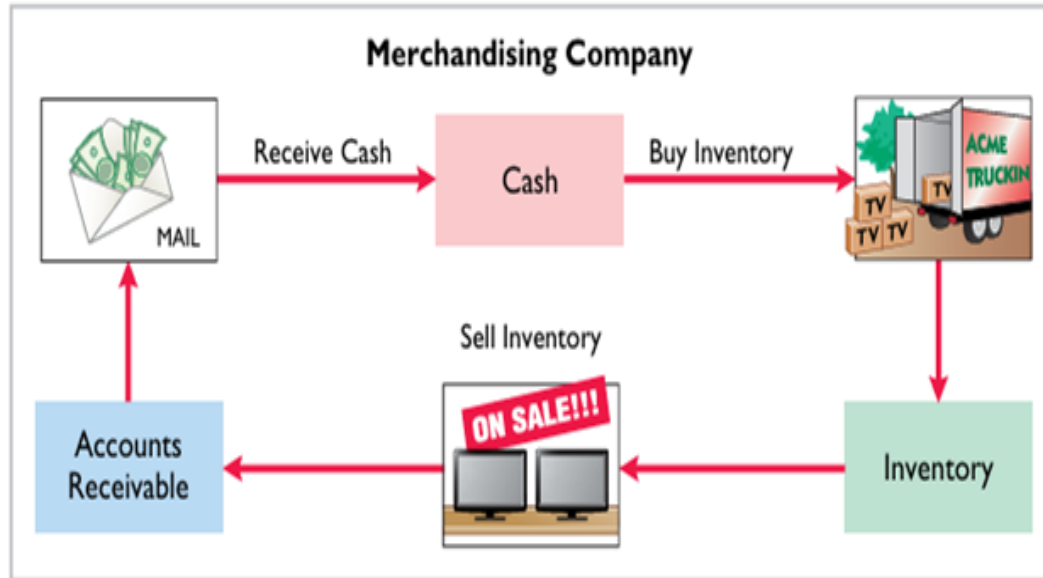 Merchandising Company
MAIL
Receive Cash
Cash
Buy Inventory
ACME
TRUCKIN
TV
TV
TV TV
Sell Inventory
ON SALE!!!
Accounts
Receivable
Inventory